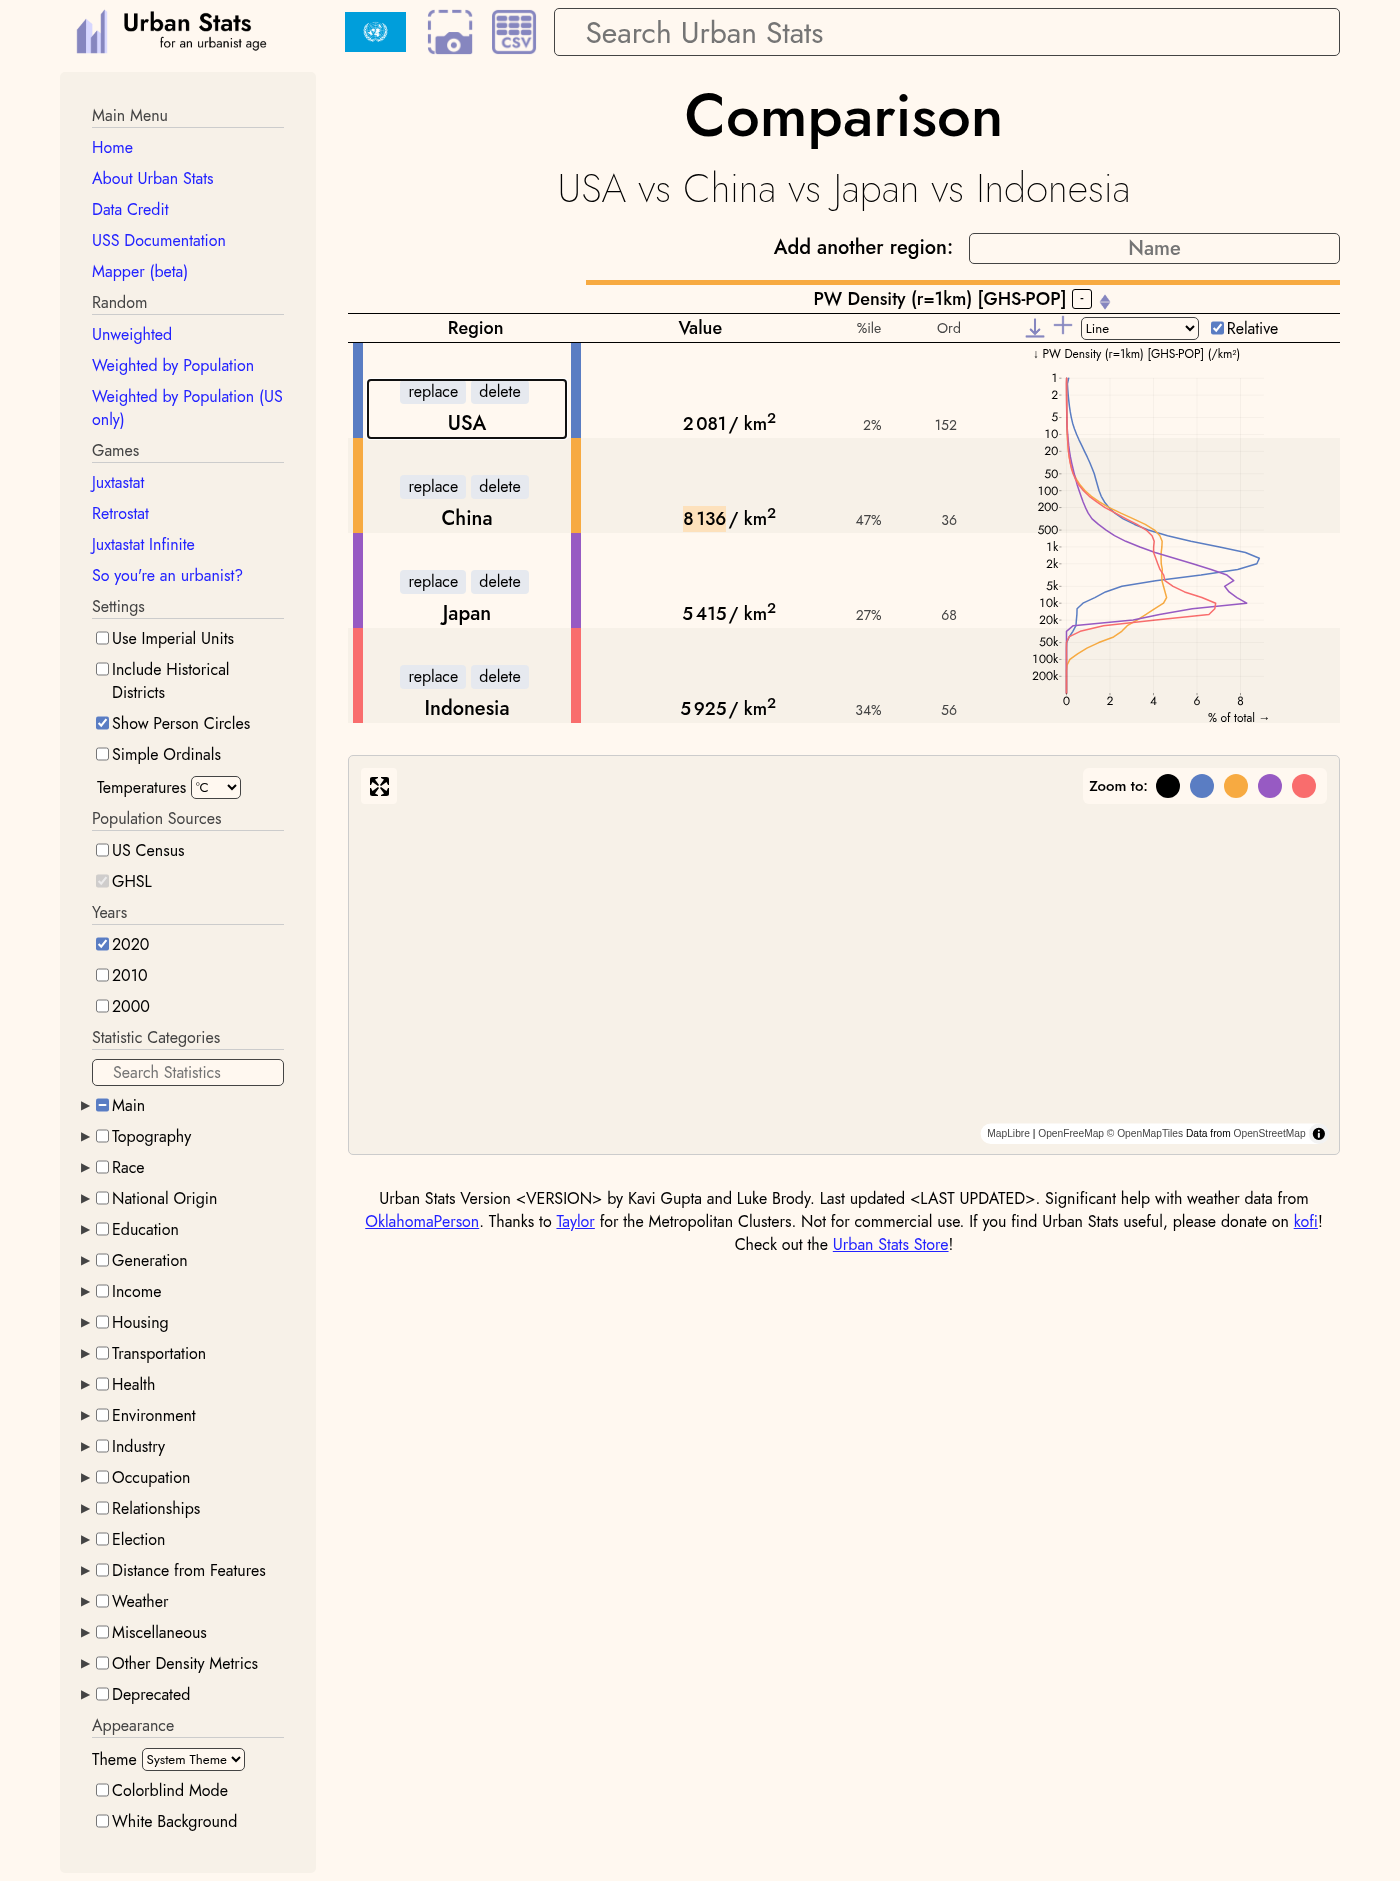 Urban Stats
for an urbanist age
CSV
Search Urban Stats
Main Menu
Home
About Urban Stats
Data Credit
USS Documentation
Mapper (beta)
Random
Unweighted
Weighted by Population
Weighted by Population (US
only)
Games
Juxtastat
Retrostat
Juxtastat Infinite
So you're an urbanist?
Settings
Use Imperial Units
Include Historical
Districts
Show Person Circles
Simple Ordinals
Temperatures °C
Population Sources
US Census
GHSL
Years
2020
2010
2000
Statistic Categories
Search Statistics
Main
Topography
Race
National Origin
Education
Generation
Income
Housing
Transportation
Health
Environment
Industry
Occupation
Relationships
Election
Distance from Features
Weather
Miscellaneous
Other Density Metrics
Deprecated
Appearance
Theme System Theme
Colorblind Mode
White Background
Comparison
USA vs China vs Japan vs Indonesia
Add another region: Name
PW Density (r=1km) [GHS-POP] -
Region Value %ile Ord Line Relative
replace delete
USA 2 081 / km² 2% 152
replace delete
China 8 136 / km² 47% 36
replace delete
Japan 5 415 / km² 27% 68
replace delete
Indonesia 5 925 / km² 34% 56
↓ PW Density (r=1km) [GHS-POP] (/km²)
1
2
5
10
20
50
100
200
500
1k
2k
5k
10k
20k
50k
100k
200k
0 2 4 6 8
% of total →
Zoom to:
MapLibre | OpenFreeMap © OpenMapTiles Data from OpenStreetMap
Urban Stats Version <VERSION> by Kavi Gupta and Luke Brody. Last updated <LAST UPDATED>. Significant help with weather data from
OklahomaPerson. Thanks to Taylor for the Metropolitan Clusters. Not for commercial use. If you find Urban Stats useful, please donate on kofi!
Check out the Urban Stats Store!